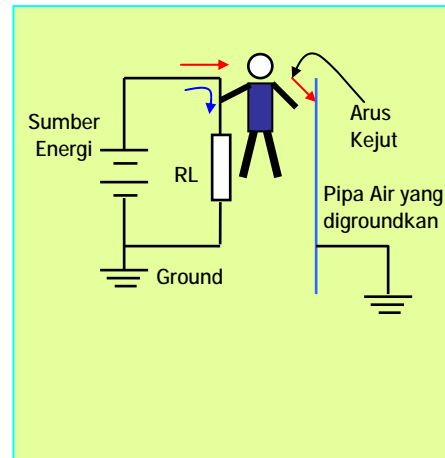 Sumber
Energi
RL
Arus
Kejut
Pipa Air yang
digroundkan
Ground